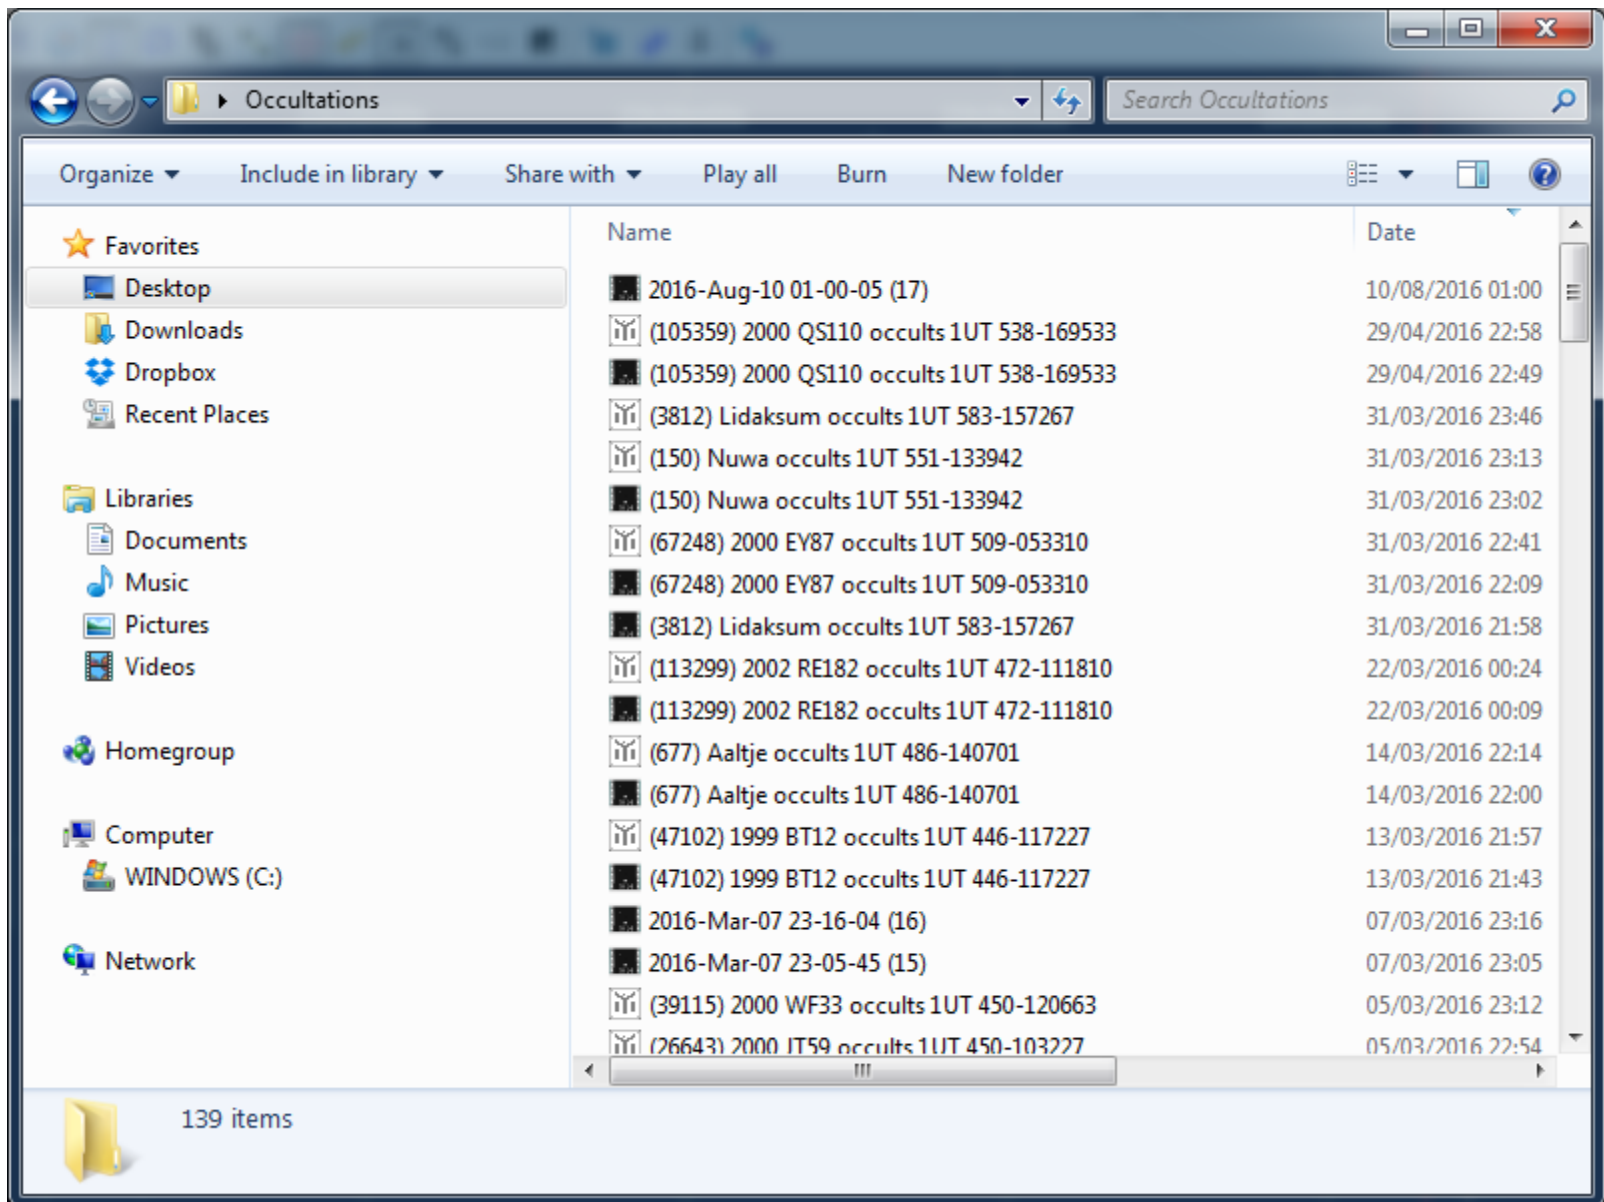 Occultations
Search Occultations
Organize
Include in library
Share with
Play all
Burn
New folder
Favorites
Desktop
Downloads
Dropbox
Recent Places
Libraries
Documents
Music
Pictures
Videos
Homegroup
Computer
WINDOWS (C:)
Network
Name Date
2016-Aug-10 01-00-05 (17) 10/08/2016 01:00
(105359) 2000 QS110 occults 1UT 538-169533 29/04/2016 22:58
(105359) 2000 QS110 occults 1UT 538-169533 29/04/2016 22:49
(3812) Lidaksum occults 1UT 583-157267 31/03/2016 23:46
(150) Nuwa occults 1UT 551-133942 31/03/2016 23:13
(150) Nuwa occults 1UT 551-133942 31/03/2016 23:02
(67248) 2000 EY87 occults 1UT 509-053310 31/03/2016 22:41
(67248) 2000 EY87 occults 1UT 509-053310 31/03/2016 22:09
(3812) Lidaksum occults 1UT 583-157267 31/03/2016 21:58
(113299) 2002 RE182 occults 1UT 472-111810 22/03/2016 00:24
(113299) 2002 RE182 occults 1UT 472-111810 22/03/2016 00:09
(677) Aaltje occults 1UT 486-140701 14/03/2016 22:14
(677) Aaltje occults 1UT 486-140701 14/03/2016 22:00
(47102) 1999 BT12 occults 1UT 446-117227 13/03/2016 21:57
(47102) 1999 BT12 occults 1UT 446-117227 13/03/2016 21:43
2016-Mar-07 23-16-04 (16) 07/03/2016 23:16
2016-Mar-07 23-05-45 (15) 07/03/2016 23:05
(39115) 2000 WF33 occults 1UT 450-120663 05/03/2016 23:12
(26643) 2000 JT59 occults 1UT 450-103227 05/03/2016 22:54
139 items